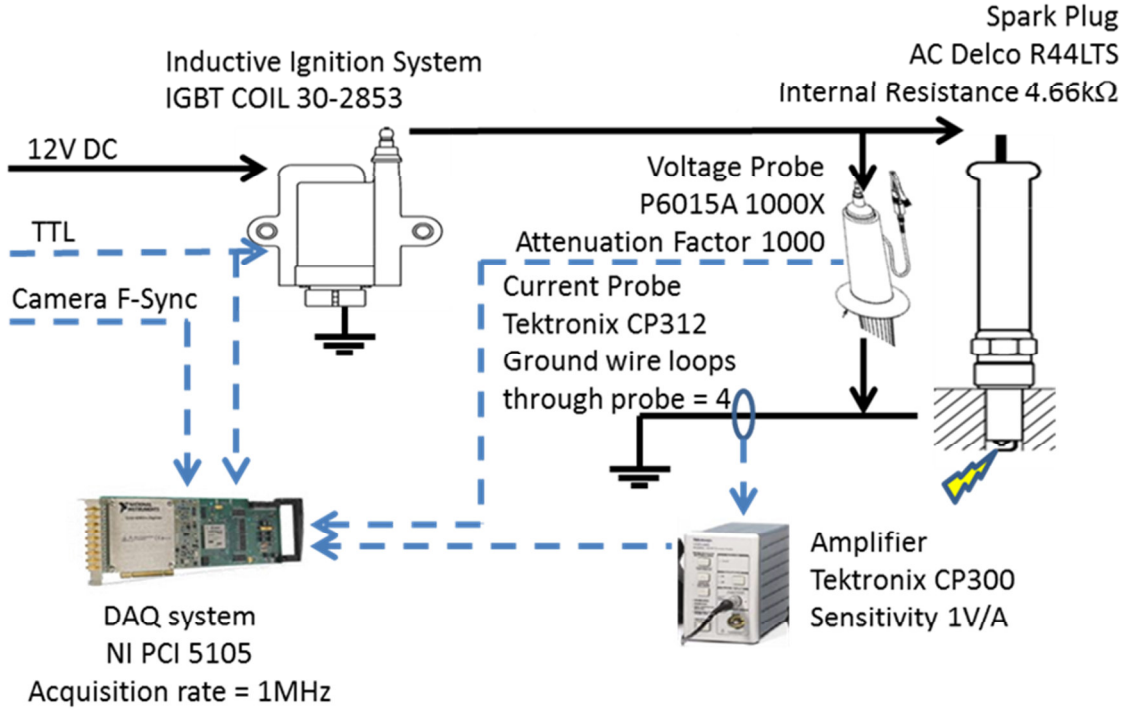 Spark Plug
AC Delco R44LTS
Internal Resistance 4.66kΩ
Inductive Ignition System
IGBT COIL 30-2853
12V DC
Voltage Probe
P6015A 1000X
Attenuation Factor 1000
TTL
Camera F-Sync
Current Probe
Tektronix CP312
Ground wire loops
through probe = 4
Amplifier
Tektronix CP300
Sensitivity 1V/A
DAQ system
NI PCI 5105
Acquisition rate = 1MHz